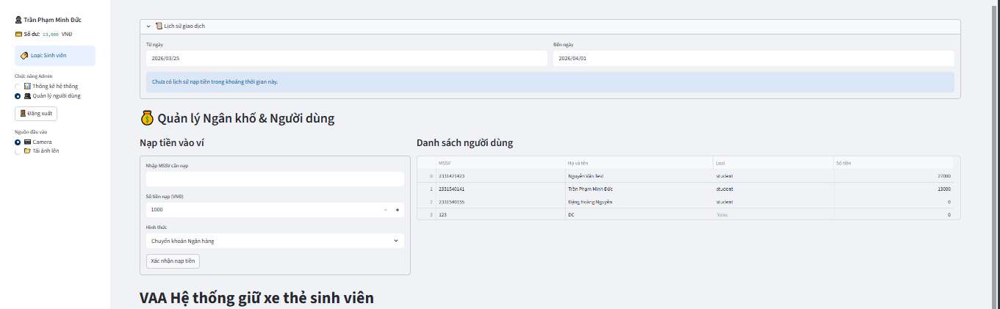 Trần Phạm Minh Đức
Số dư: 13,000 VNĐ
Loại: Sinh viên
Chức năng Admin
Thống kê hệ thống
Quản lý người dùng
Đăng xuất
Nguồn đầu vào
Camera
Tải ảnh lên
Lịch sử giao dịch
Từ ngày
Đến ngày
2026/03/25
2026/04/01
Chưa có lịch sử nạp tiền trong khoảng thời gian này.
Quản lý Ngân khố & Người dùng
Nạp tiền vào ví
Nhập MSSV cần nạp
Số tiền nạp (VNĐ)
1000
Hình thức
Chuyển khoản Ngân hàng
Xác nhận nạp tiền
Danh sách người dùng
MSSV Họ và tên Loại Số tiền
0 2331421423 Nguyễn Văn Test student 27000
1 2331540141 Trần Phạm Minh Đức student 13000
2 2331540155 Đặng Hoàng Nguyên student 0
3 123 DC None 0
VAA Hệ thống giữ xe thẻ sinh viên